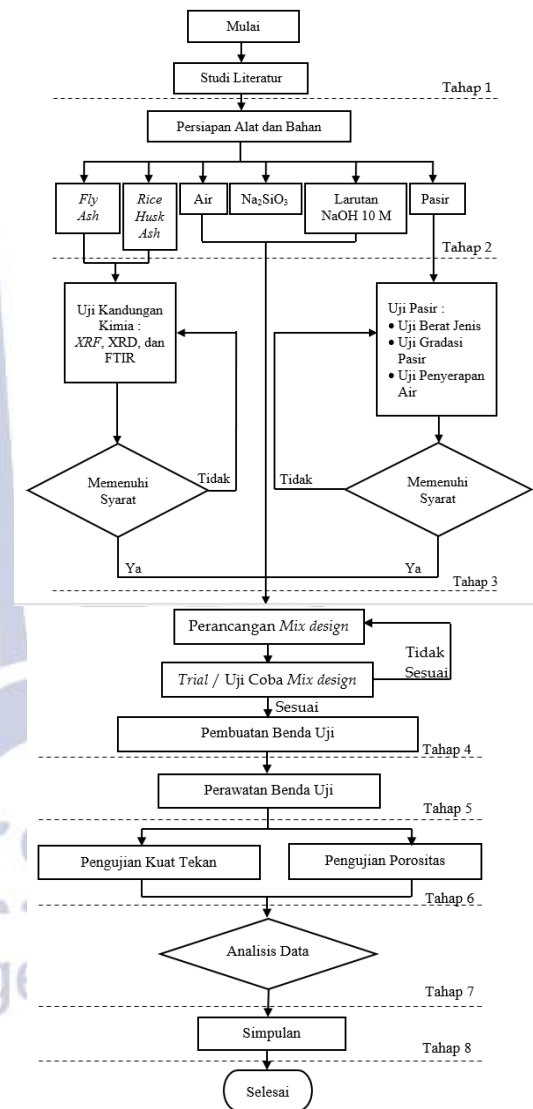 Mulai
Studi Literatur
Tahap 1
Persiapan Alat dan Bahan
Fly
Ash
Rice
Husk
Ash
Air
Na₂SiO₃
Larutan
NaOH 10 M
Pasir
Tahap 2
Uji Kandungan
Kimia :
XRF, XRD, dan
FTIR
Uji Pasir :
• Uji Berat Jenis
• Uji Gradasi
Pasir
• Uji Penyerapan
Air
Memenuhi
Syarat
Tidak
Tidak
Memenuhi
Syarat
Ya
Ya
Tahap 3
Perancangan Mix design
Tidak
Sesuai
Trial / Uji Coba Mix design
Sesuai
Pembuatan Benda Uji
Tahap 4
Perawatan Benda Uji
Tahap 5
Pengujian Kuat Tekan
Pengujian Porositas
Tahap 6
Analisis Data
Tahap 7
Simpulan
Tahap 8
Selesai